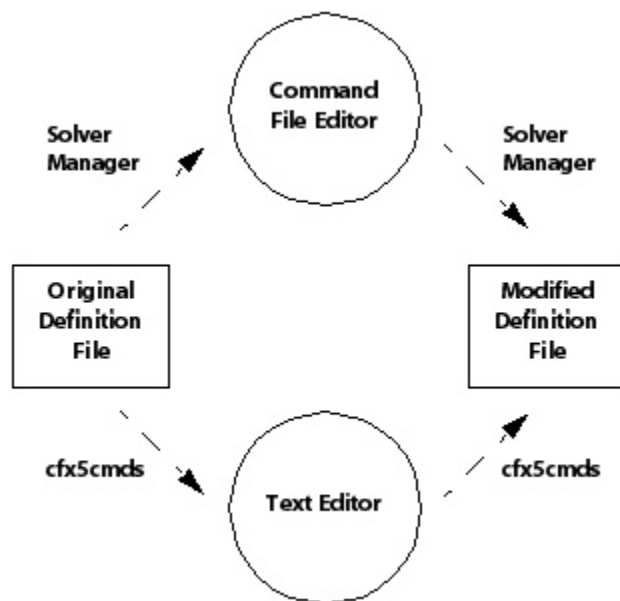 Command
File Editor
Solver
Manager
Solver
Manager
Original
Definition
File
Modified
Definition
File
cfx5cmds
cfx5cmds
Text Editor